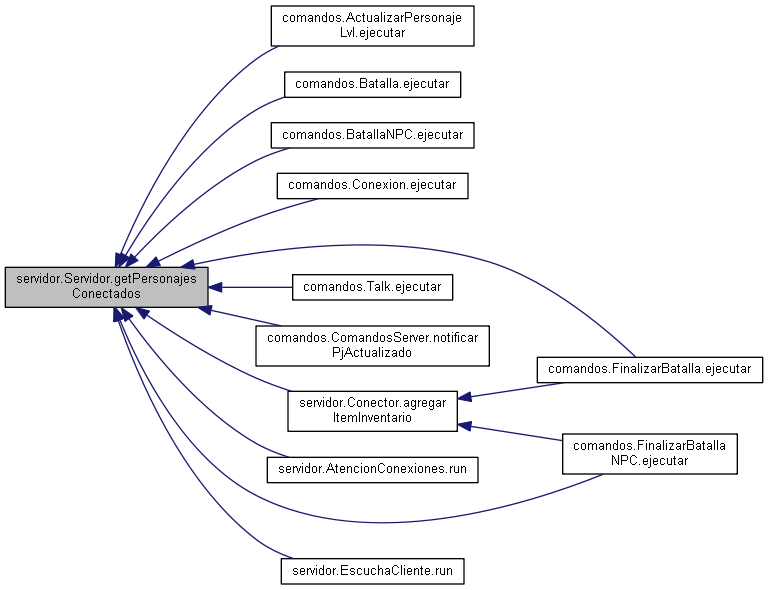 comandos.ActualizarPersonaje
Lvl.ejecutar
comandos.Batalla.ejecutar
comandos.BatallaNPC.ejecutar
comandos.Conexion.ejecutar
servidor.Servidor.getPersonajes
Conectados
comandos.Talk.ejecutar
comandos.ComandosServer.notificar
PjActualizado
comandos.FinalizarBatalla.ejecutar
servidor.Conector.agregar
ItemInventario
comandos.FinalizarBatalla
NPC.ejecutar
servidor.AtencionConexiones.run
servidor.EscuchaCliente.run